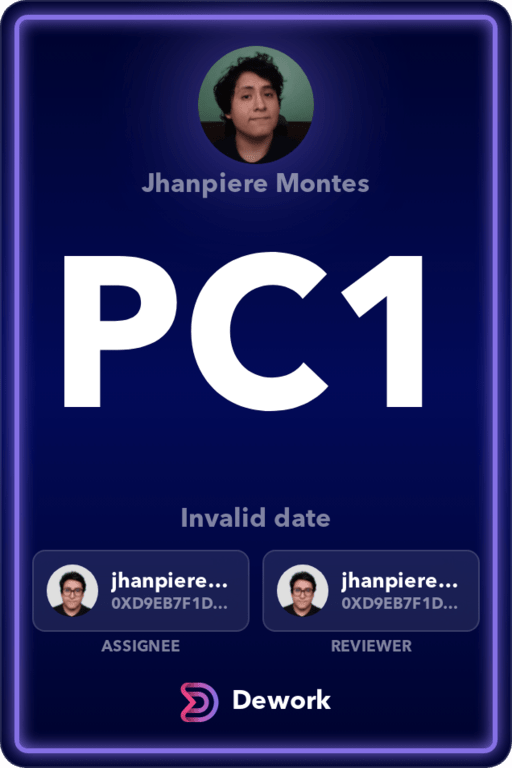 Jhanpiere Montes
PC1
Invalid date
jhanpiere... jhanpiere...
0XD9EB7F1D... 0XD9EB7F1D...
ASSIGNEE REVIEWER
Dework